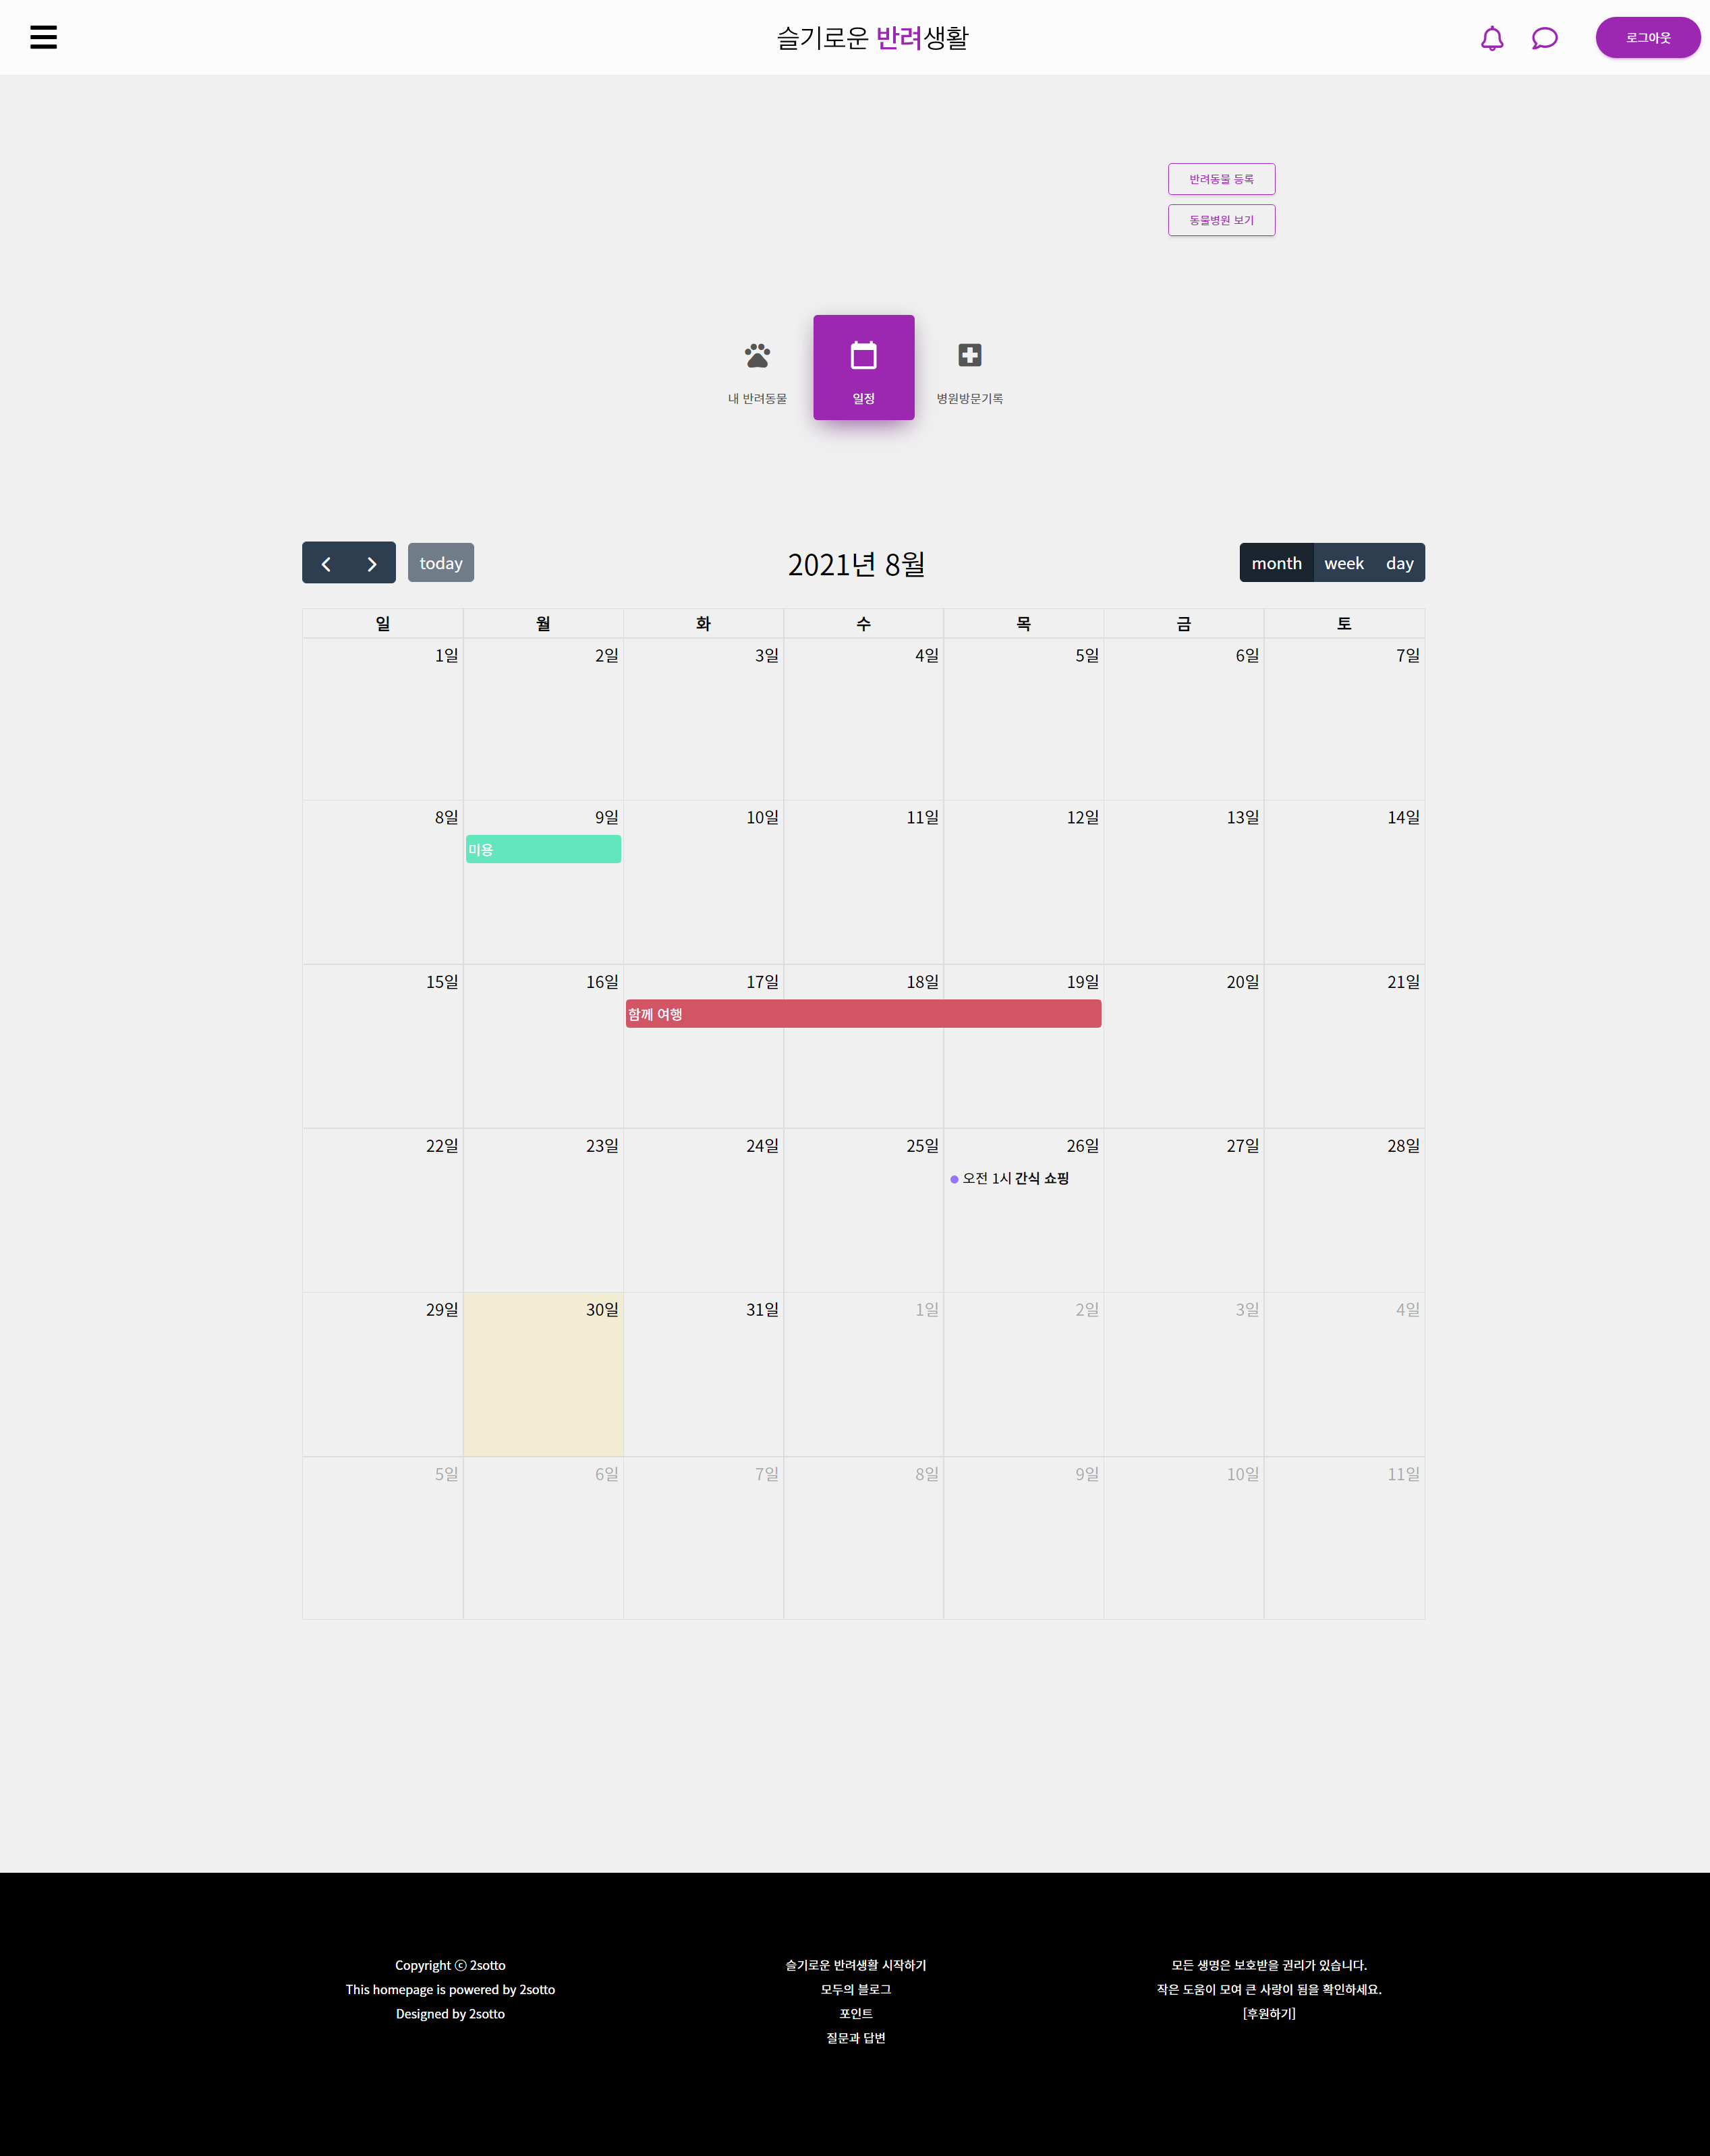 슬기로운 반려생활
로그아웃
반려동물 등록
동물병원 보기
내 반려동물
일정
병원방문기록
today
2021년 8월
month week day
일 월 화 수 목 금 토
1일 2일 3일 4일 5일 6일 7일
8일 9일 10일 11일 12일 13일 14일
미용
15일 16일 17일 18일 19일 20일 21일
함께 여행
22일 23일 24일 25일 26일 27일 28일
오전 1시 간식 쇼핑
29일 30일 31일 1일 2일 3일 4일
5일 6일 7일 8일 9일 10일 11일
Copyright ⓒ 2sotto
This homepage is powered by 2sotto
Designed by 2sotto
슬기로운 반려생활 시작하기
모두의 블로그
포인트
질문과 답변
모든 생명은 보호받을 권리가 있습니다.
작은 도움이 모여 큰 사랑이 됨을 확인하세요.
[후원하기]